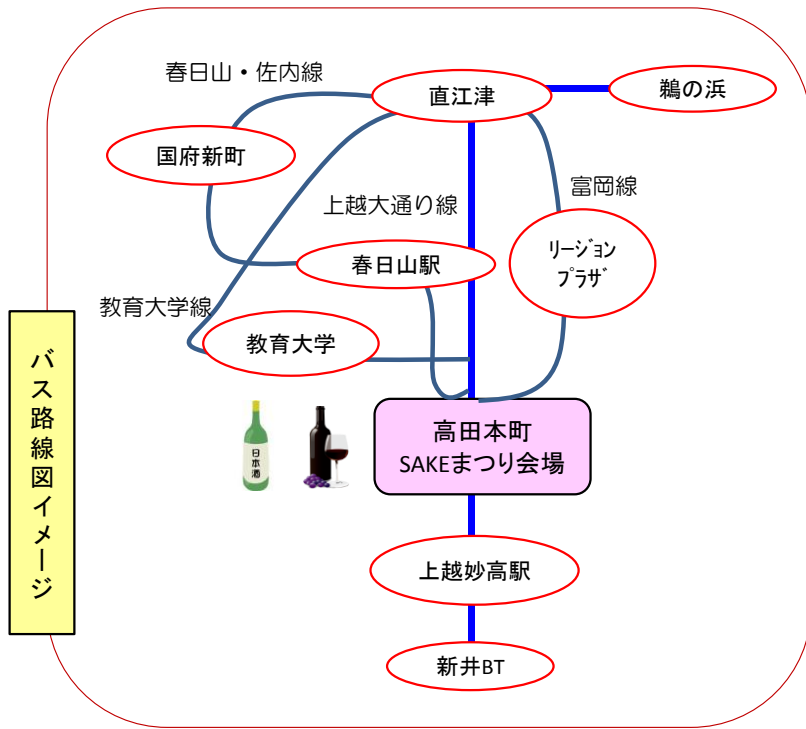 春日山・佐内線
直江津
鵜の浜
国府新町
富岡線
上越大通り線
春日山駅
リージョン
プラザ
教育大学線
教育大学
バス路線図イメージ
日本酒
高田本町
SAKEまつり会場
上越妙高駅
新井BT